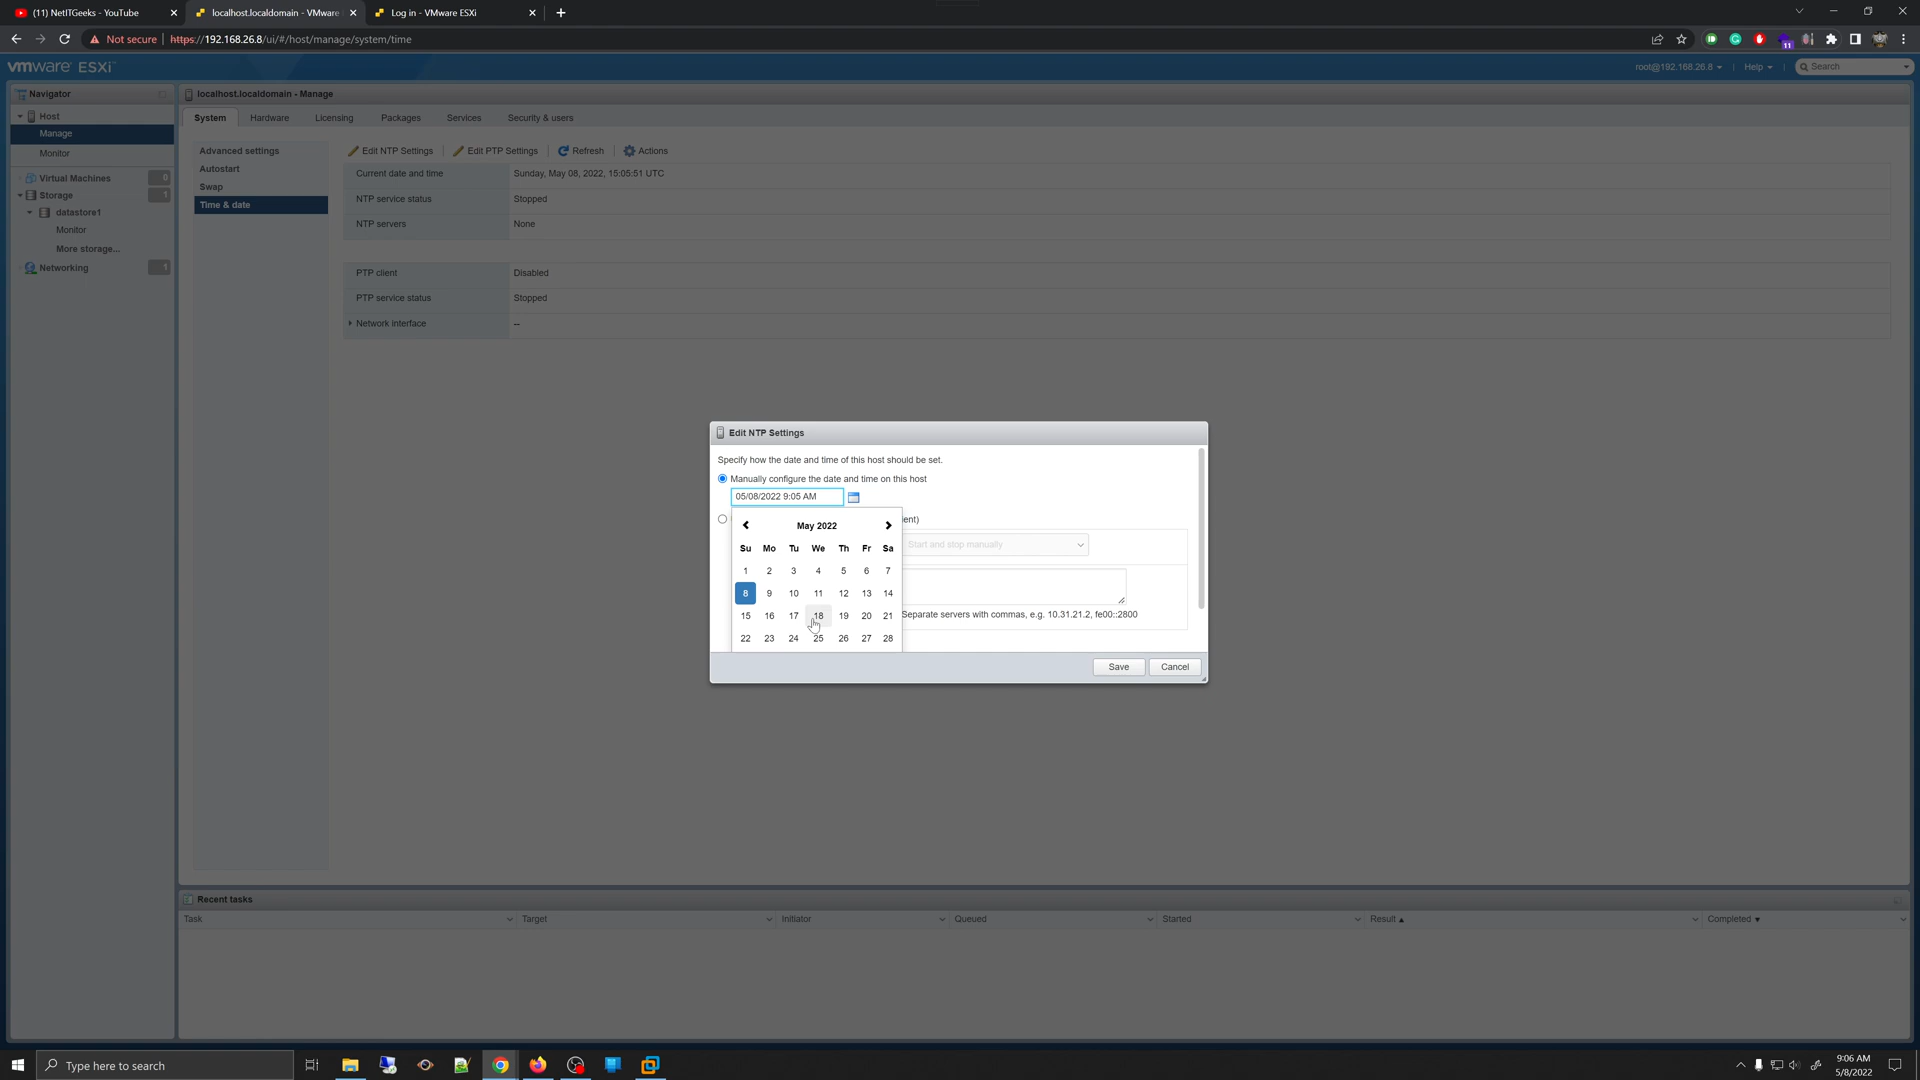 (11) NetITGeeks - YouTube
localhost.localdomain - VMware
Log in - VMware ESXi
Not secure
https://192.168.26.8/ui/#/host/manage/system/time
11
vmware ESXi
root@192.168.26.8
Help
Search
Navigator
localhost.localdomain - Manage
Host
Manage
Monitor
Virtual Machines 0
Storage 1
datastore1
Monitor
More storage...
Networking 1
System
Hardware
Licensing
Packages
Services
Security & users
Advanced settings
Autostart
Swap
Time & date
Edit NTP Settings
Edit PTP Settings
Refresh
Actions
Current date and time Sunday, May 08, 2022, 15:05:51 UTC
NTP service status Stopped
NTP servers None
PTP client Disabled
PTP service status Stopped
Network interface --
Edit NTP Settings
Specify how the date and time of this host should be set.
Manually configure the date and time on this host
05/08/2022 9:05 AM
ient)
May 2022
Su Mo Tu We Th Fr Sa
1 2 3 4 5 6 7
8 9 10 11 12 13 14
15 16 17 18 19 20 21
22 23 24 25 26 27 28
Start and stop manually
Separate servers with commas, e.g. 10.31.21.2, fe00::2800
Save
Cancel
Recent tasks
Task
Target
Initiator
Queued
Started
Result
Completed
Type here to search
9:06 AM
5/8/2022